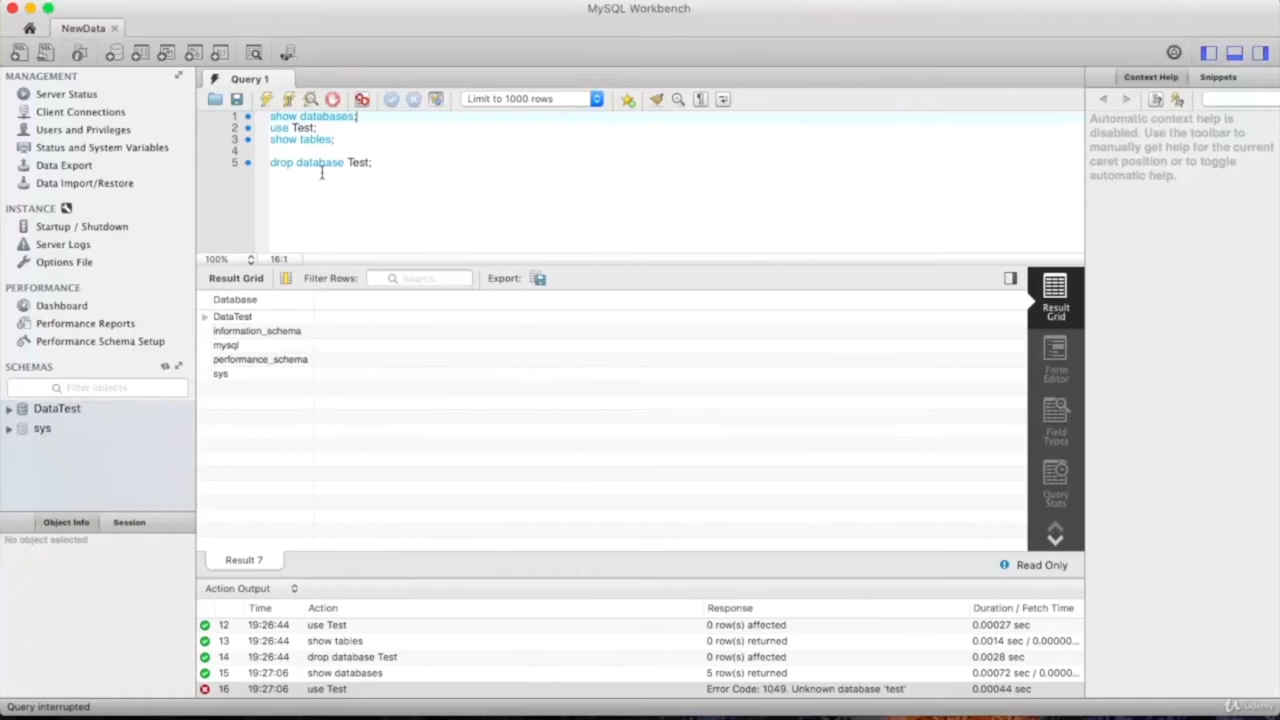 MySQL Workbench
NewData
MANAGEMENT
Server Status
Client Connections
Users and Privileges
Status and System Variables
Data Export
Data Import/Restore
INSTANCE
Startup / Shutdown
Server Logs
Options File
PERFORMANCE
Dashboard
Performance Reports
Performance Schema Setup
SCHEMAS
Filter objects
DataTest
sys
Object Info Session
No object selected
Query 1
Limit to 1000 rows
1 show databases;
2 use Test;
3 show tables;
4
5 drop database Test;
100% 16:1
Result Grid Filter Rows: Search Export:
Database
DataTest
information_schema
mysql
performance_schema
sys
Result Grid
Form Editor
Field Types
Query Stats
Result 7
Read Only
Action Output
Time Action Response Duration / Fetch Time
12 19:26:44 use Test 0 row(s) affected 0.00027 sec
13 19:26:44 show tables 0 row(s) returned 0.0014 sec / 0.00000...
14 19:26:44 drop database Test 0 row(s) affected 0.0028 sec
15 19:27:06 show databases 5 row(s) returned 0.00072 sec / 0.0000...
16 19:27:06 use Test Error Code: 1049. Unknown database 'test' 0.00044 sec
Context Help Snippets
Automatic context help is
disabled. Use the toolbar to
manually get help for the current
caret position or to toggle
automatic help.
Query interrupted
Udemy